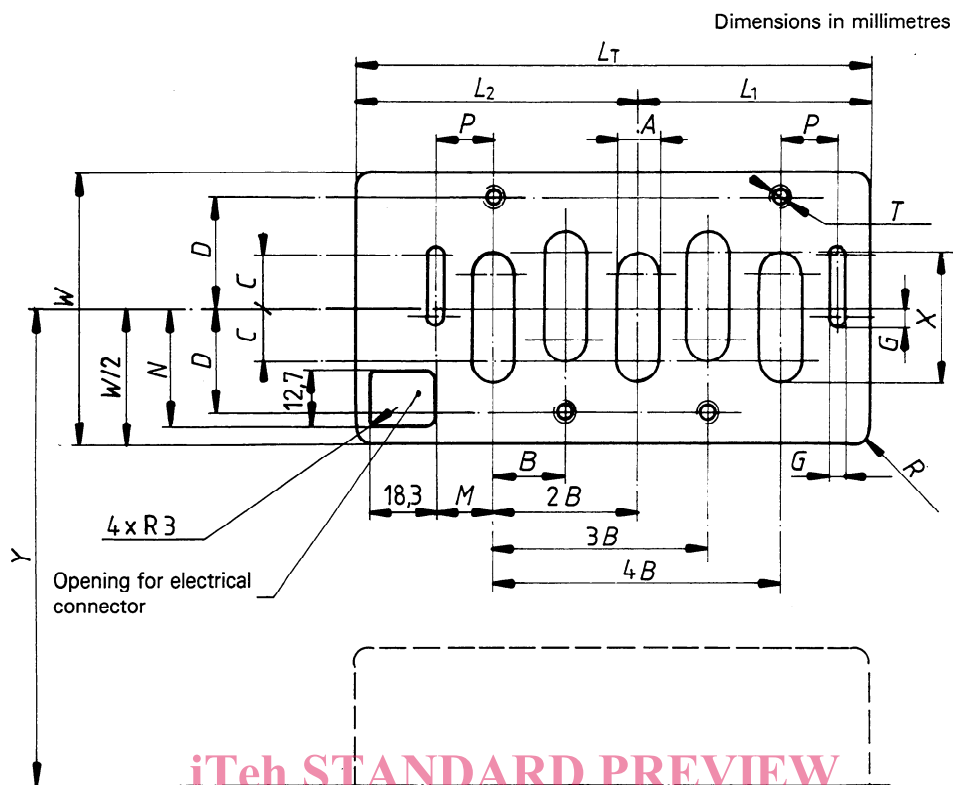 Dimensions in millimetres
LT
L2
L1
P
.A
P
T
D
C
W
X
G
C
D
N
W/2
12,7
G
R
B
18,3
M
2B
4xR3
3B
Y
4B
Opening for electrical
connector
iTeh STANDARD PREVIEW